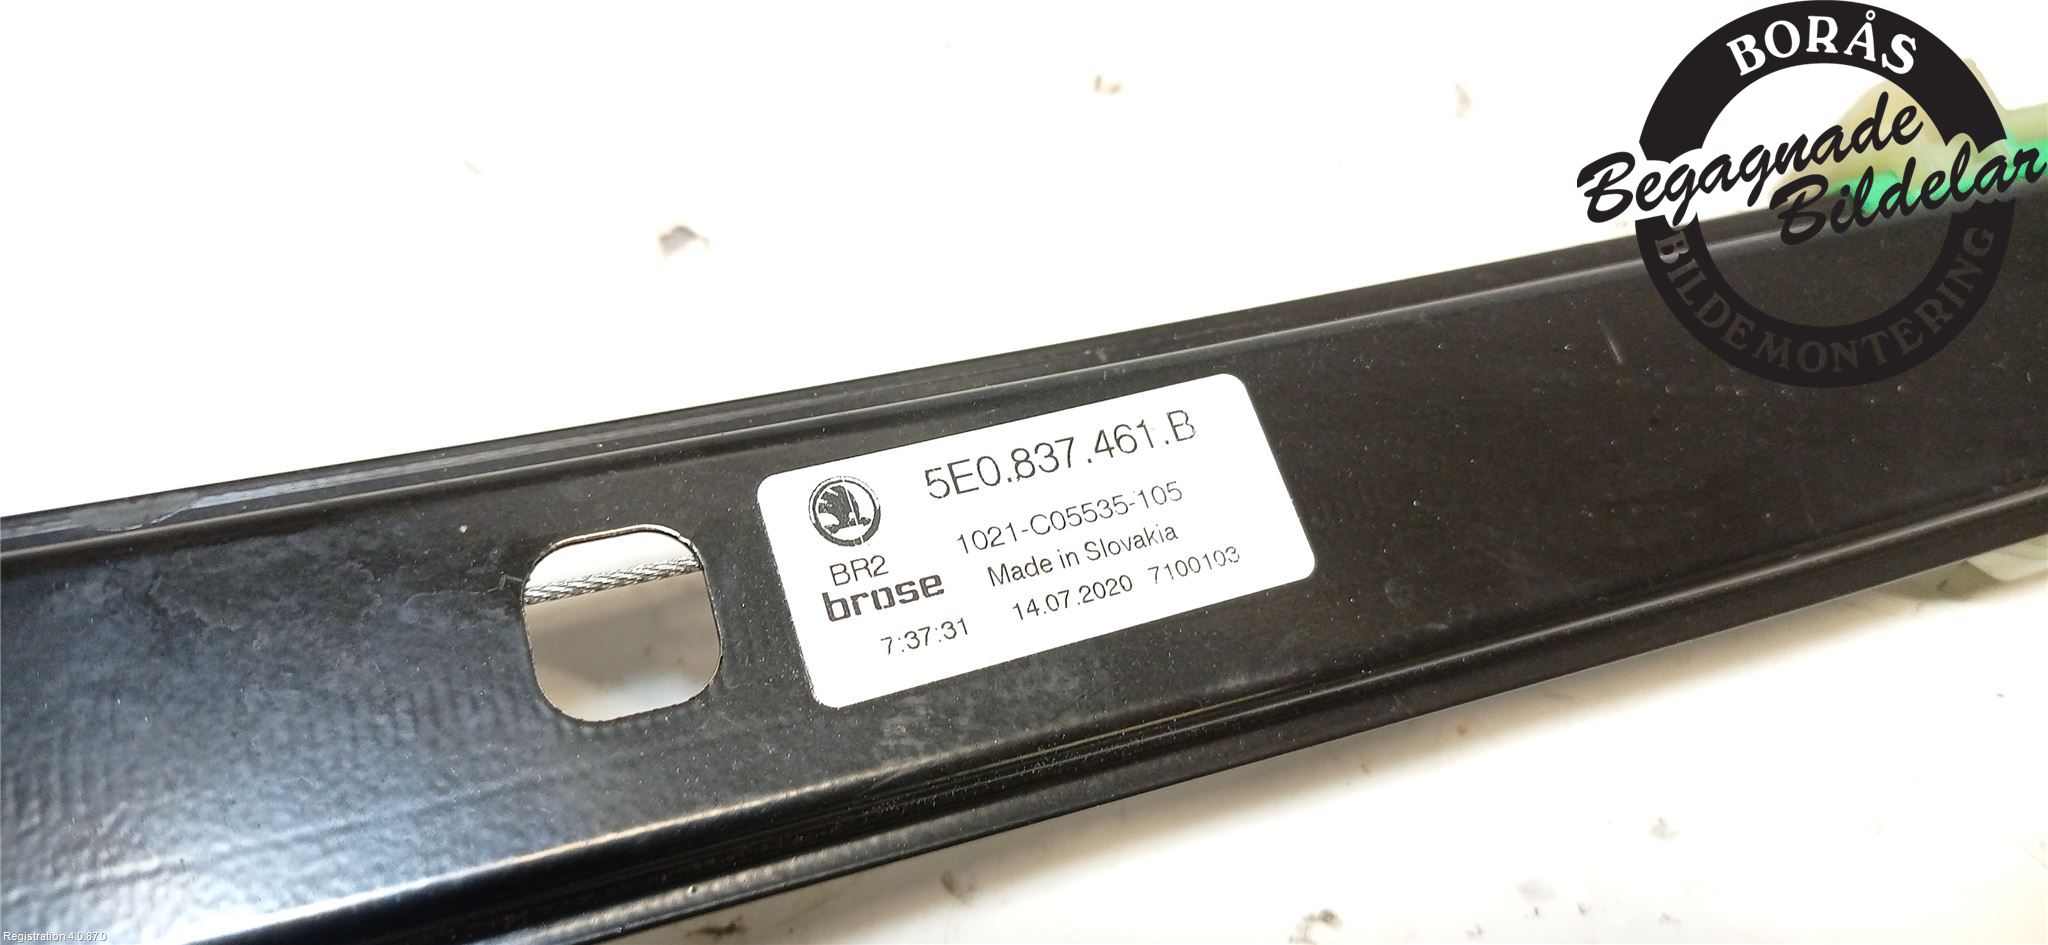 BORÅS
Begagnade
Bildelar
BILDEMONTERING
5E0.837.461.B
1021-C05535-105
BR2
Made in Slovakia
brose
14.07.2020 7100103
7:37:31
Registration 4.0.87.0